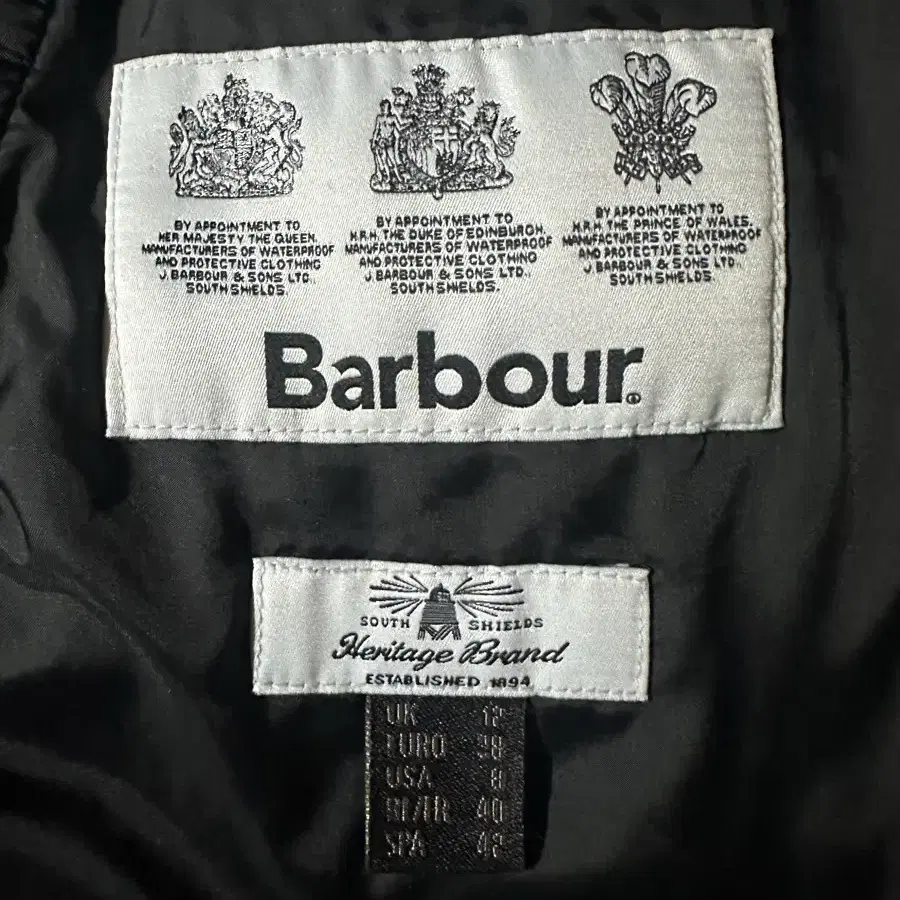 BY APPOINTMENT TO
HER MAJESTY THE QUEEN
MANUFACTURERS OF WATERPROOF
AND PROTECTIVE CLOTHING
J. BARBOUR & SONS LTD.,
SOUTH SHIELDS.
BY APPOINTMENT TO
H.R.H. THE DUKE OF EDINBURGH,
MANUFACTURERS OF WATERPROOF
AND PROTECTIVE CLOTHING
J. BARBOUR & SONS LTD.,
SOUTH SHIELDS.
BY APPOINTMENT TO
H.R.H. THE PRINCE OF WALES,
MANUFACTURERS OF WATERPROOF
AND PROTECTIVE CLOTHING
J. BARBOUR & SONS LTD.,
SOUTH SHIELDS.
Barbour®
SOUTH SHIELDS
Heritage Brand
ESTABLISHED 1894
UK 12
EURO 38
USA 8
40
SPA 42